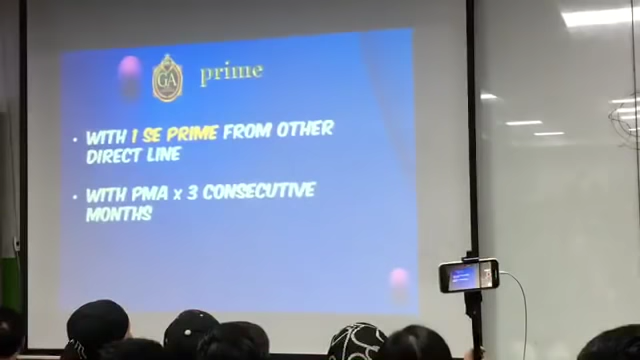 GA prime
• WITH 1 SE PRIME FROM OTHER
DIRECT LINE
• WITH PMA x 3 CONSECUTIVE
MONTHS